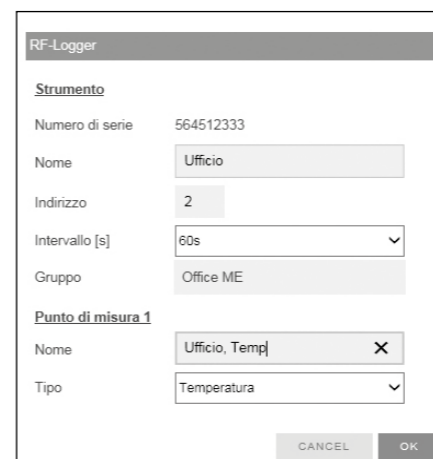 RF-Logger
Strumento
Numero di serie 564512333
Nome Ufficio
Indirizzo 2
Intervallo [s] 60s
Gruppo Office ME
Punto di misura 1
Nome Ufficio, Temp
Tipo Temperatura
CANCEL OK